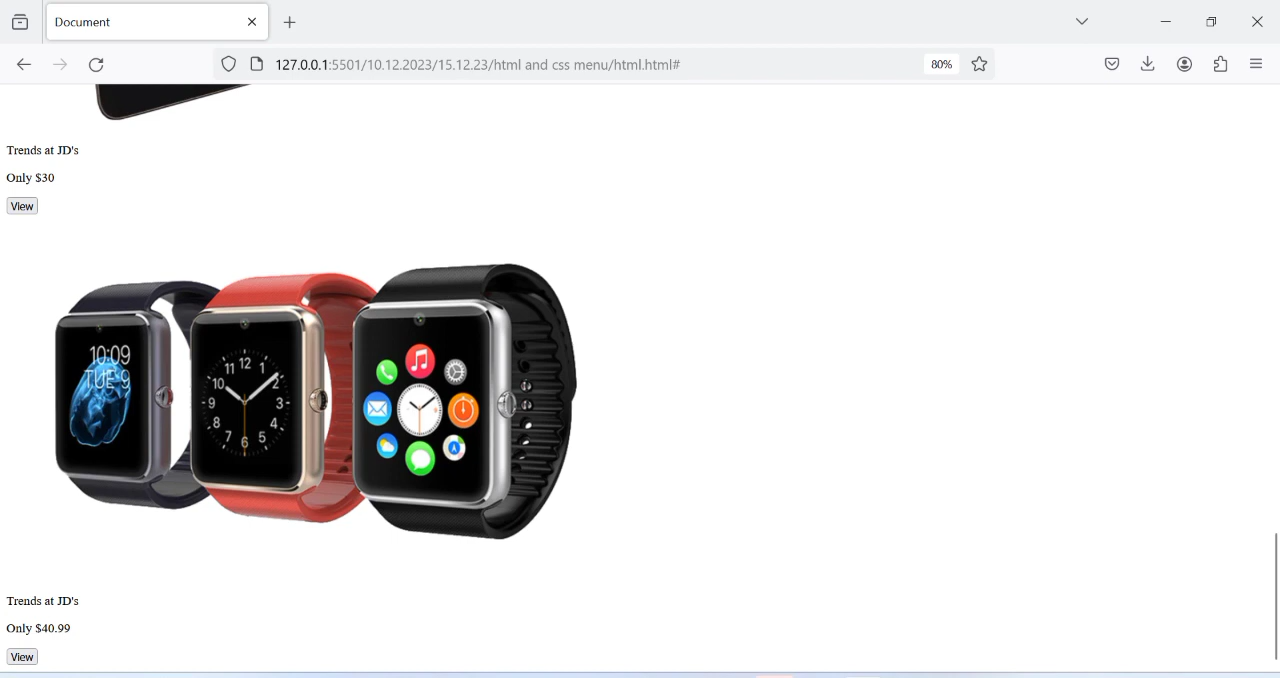 Document
127.0.0.1:5501/10.12.2023/15.12.23/html and css menu/html.html#
80%
Trends at JD's
Only $30
View
10:09
TUE 9
12
11 1
10 2
9 3
8 4
7 5
6
Trends at JD's
Only $40.99
View